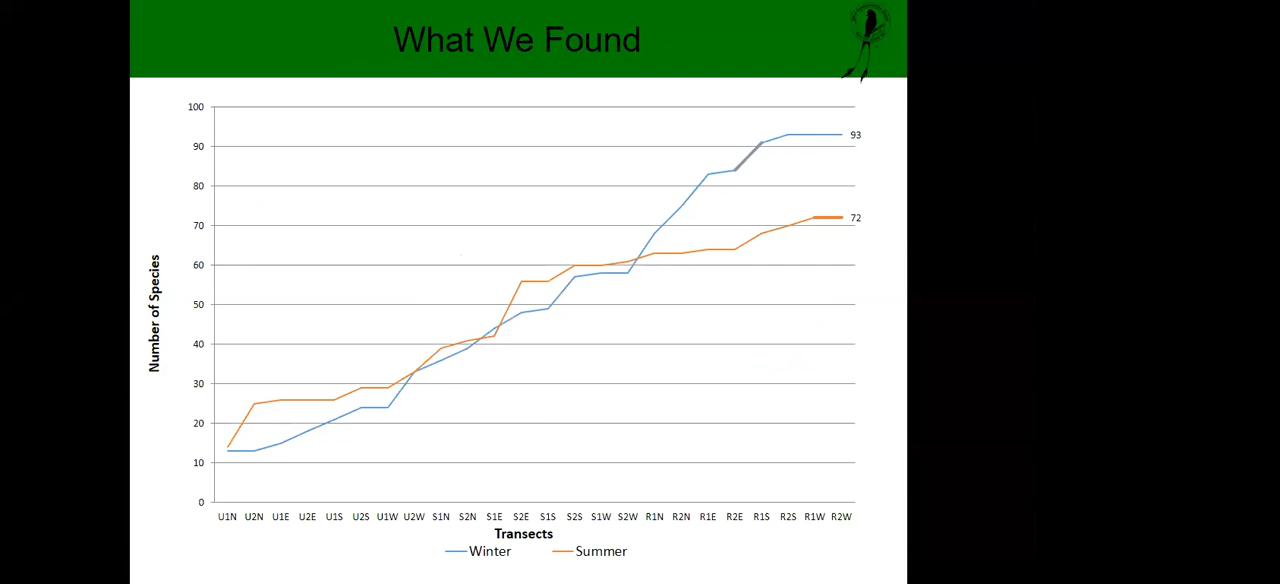 What We Found
100
90
80
70
60
50
40
30
20
10
0
93
72
Number of Species
U1N U2N U1E U2E U1S U2S U1W U2W S1N S2N S1E S2E S1S S2S S1W S2W R1N R2N R1E R2E R1S R2S R1W R2W
Transects
Winter Summer